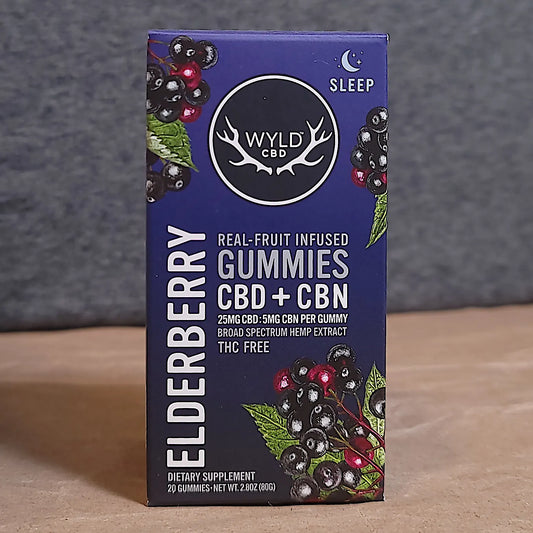 SLEEP
WYLD™
CBD
ELDERBERRY
REAL-FRUIT INFUSED
GUMMIES
CBD + CBN
25MG CBD:5MG CBN PER GUMMY
BROAD SPECTRUM HEMP EXTRACT
THC FREE
DIETARY SUPPLEMENT
20 GUMMIES·NET WT. 2.8OZ (80G)